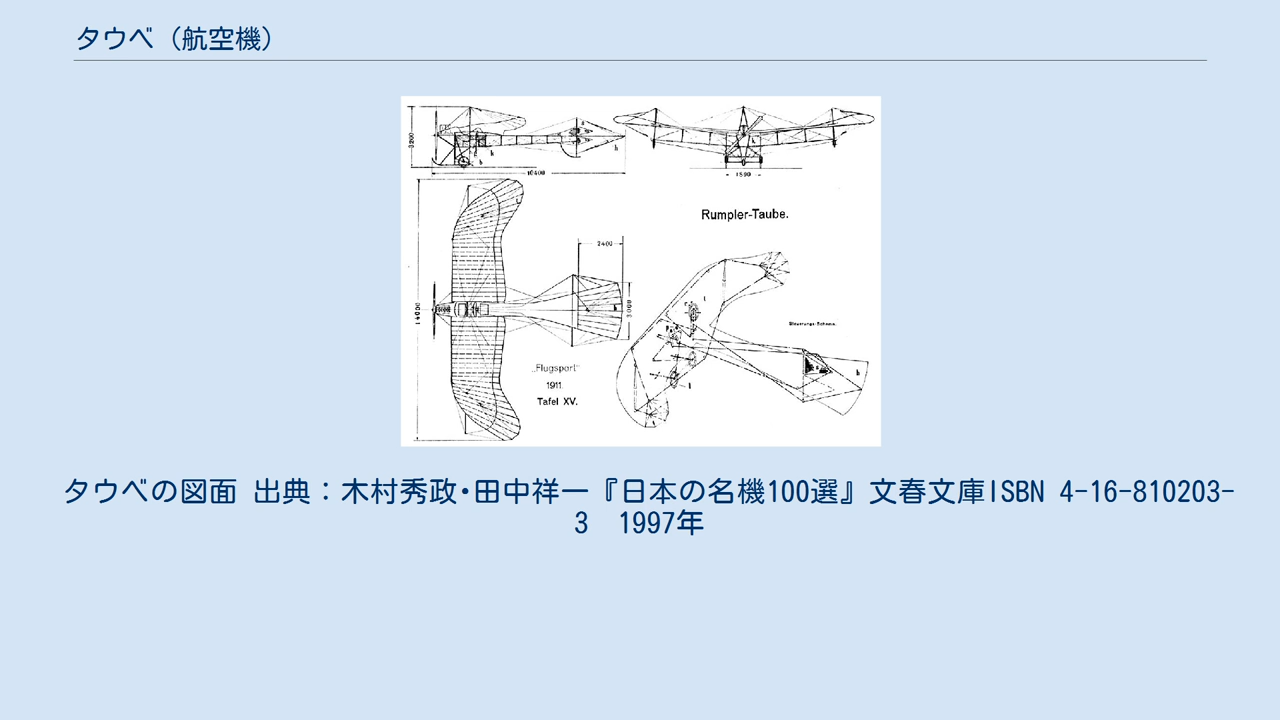 タウベ（航空機）
3200
10400
1590
Rumpler-Taube.
2400
14000
3000
Steuerungs-Schema.
„Flugsport"
1911.
Tafel XV.
タウベの図面 出典：木村秀政･田中祥一『日本の名機100選』文春文庫ISBN 4-16-810203-
3　1997年